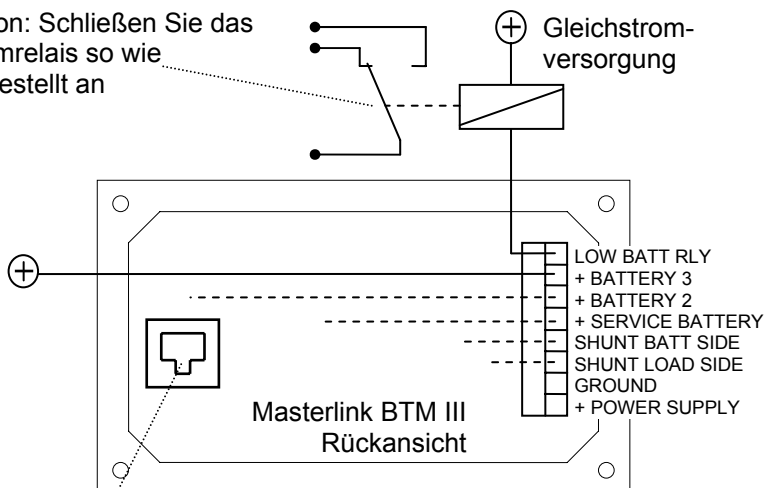 on: Schließen Sie das
mrelais so wie
estellt an
Gleichstrom-
versorgung
LOW BATT RLY
+ BATTERY 3
+ BATTERY 2
+ SERVICE BATTERY
SHUNT BATT SIDE
SHUNT LOAD SIDE
GROUND
+ POWER SUPPLY
Masterlink BTM III
Rückansicht